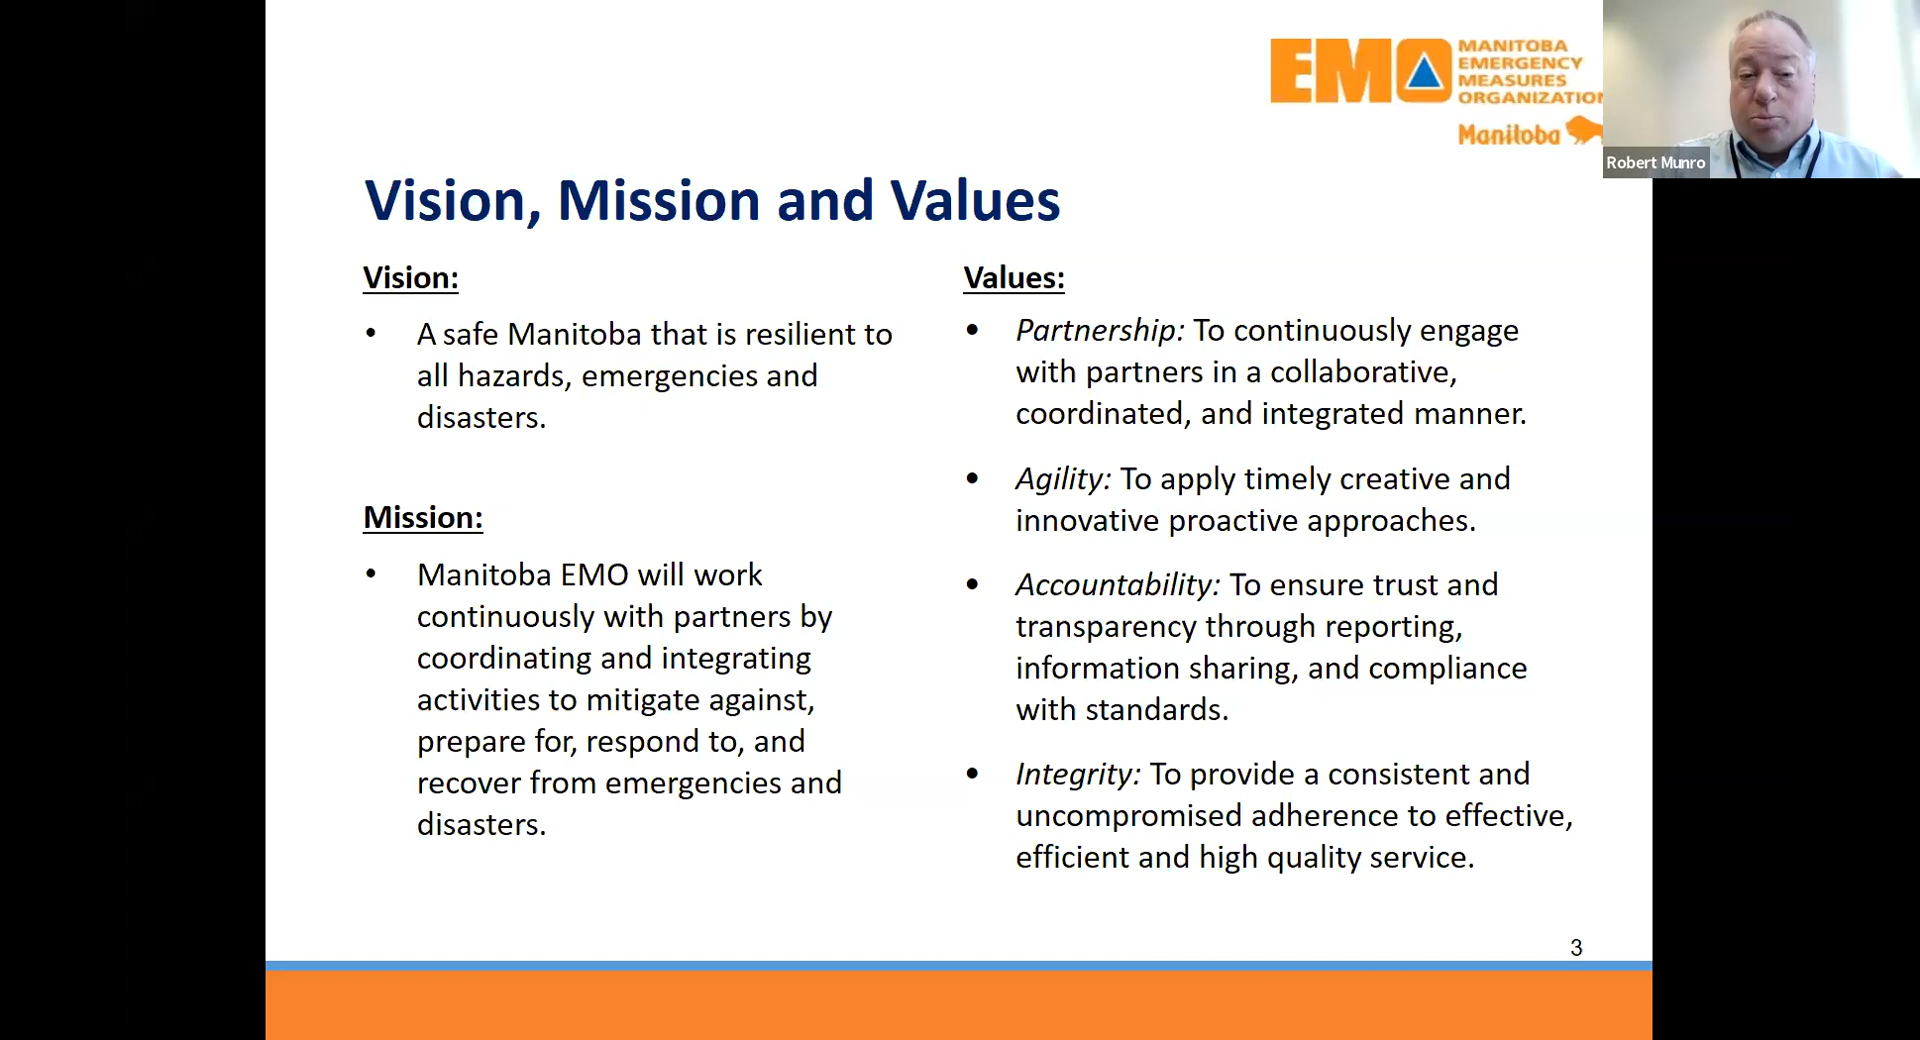 EMO
MANITOBA
EMERGENCY
MEASURES
ORGANIZATION
Manitoba
Robert Munro
Vision, Mission and Values
Vision:
• A safe Manitoba that is resilient to
all hazards, emergencies and
disasters.
Mission:
• Manitoba EMO will work
continuously with partners by
coordinating and integrating
activities to mitigate against,
prepare for, respond to, and
recover from emergencies and
disasters.
Values:
• Partnership: To continuously engage
with partners in a collaborative,
coordinated, and integrated manner.
• Agility: To apply timely creative and
innovative proactive approaches.
• Accountability: To ensure trust and
transparency through reporting,
information sharing, and compliance
with standards.
• Integrity: To provide a consistent and
uncompromised adherence to effective,
efficient and high quality service.
3